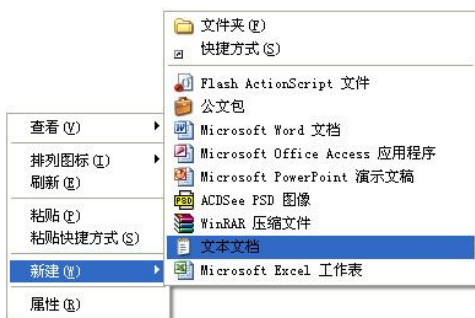 查看(V)
排列图标(I)
刷新(E)
粘贴(P)
粘贴快捷方式(S)
新建(W)
属性(R)
文件夹(F)
快捷方式(S)
Flash ActionScript 文件
公文包
Microsoft Word 文档
Microsoft Office Access 应用程序
Microsoft PowerPoint 演示文稿
PSD
ACDSee PSD 图像
WinRAR 压缩文件
文本文档
Microsoft Excel 工作表